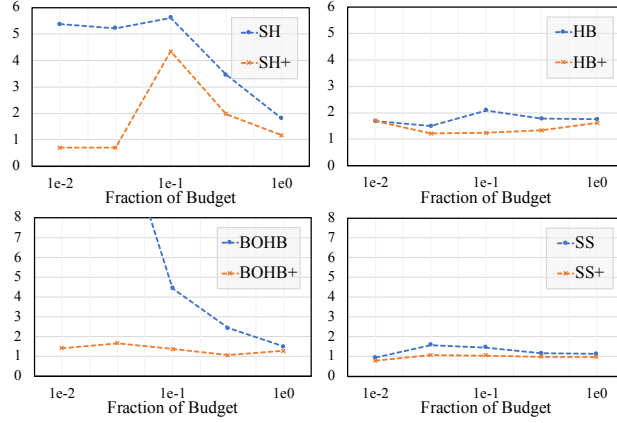 6
5
4
3
2
1
0
SH
SH+
1e-2
1e-1
1e0
Fraction of Budget
6
5
4
3
2
1
0
HB
HB+
1e-2
1e-1
1e0
Fraction of Budget
8
7
6
5
4
3
2
1
0
BOHB
BOHB+
1e-2
1e-1
1e0
Fraction of Budget
8
7
6
5
4
3
2
1
0
SS
SS+
1e-2
1e-1
1e0
Fraction of Budget